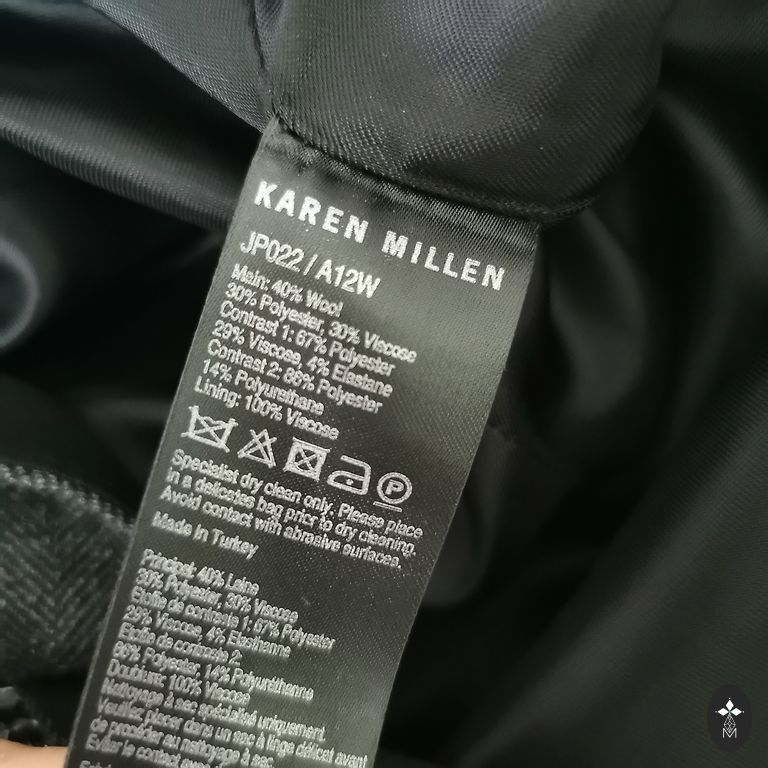 KAREN MILLEN
JP022 / A12W
Main: 40% Wool
30% Polyester, 30% Viscose
Contrast 1: 67% Polyester
29% Viscose, 4% Elastane
Contrast 2: 86% Polyester
14% Polyurethane
Lining: 100% Viscose
P
Specialist dry clean only. Please place
in a delicates bag prior to dry cleaning.
Avoid contact with abrasive surfaces.
Made in Turkey
Principal: 40% Laine
30% Polyester, 30% Viscose
Etoffe de contraste 1: 67% Polyester
29% Viscose, 4% Elasthanne
Etoffe de contraste 2:
86% Polyester, 14% Polyuréthanne
Doublure: 100% Viscose
Nettoyage à sec spécialisé uniquement.
Veuillez placer dans un sac à linge délicat avant
de procéder au nettoyage à sec.
Eviter le contact avec
M